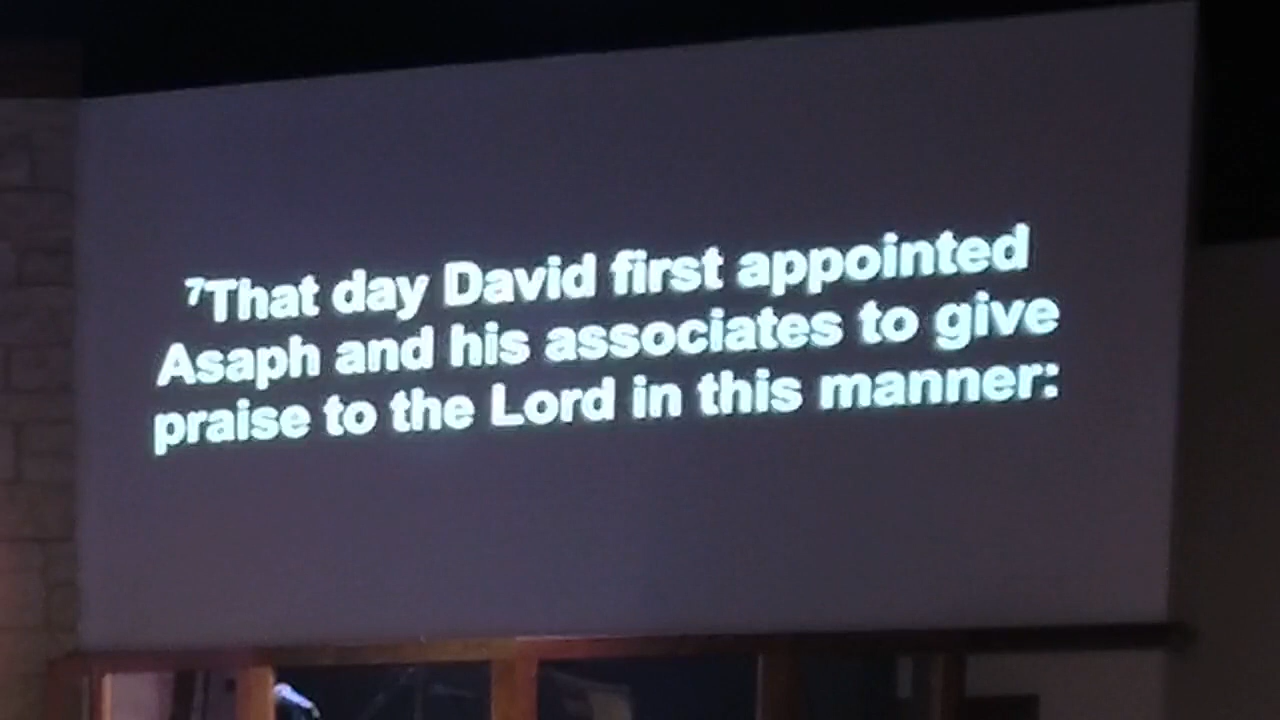 ⁷That day David first appointed
Asaph and his associates to give
praise to the Lord in this manner: